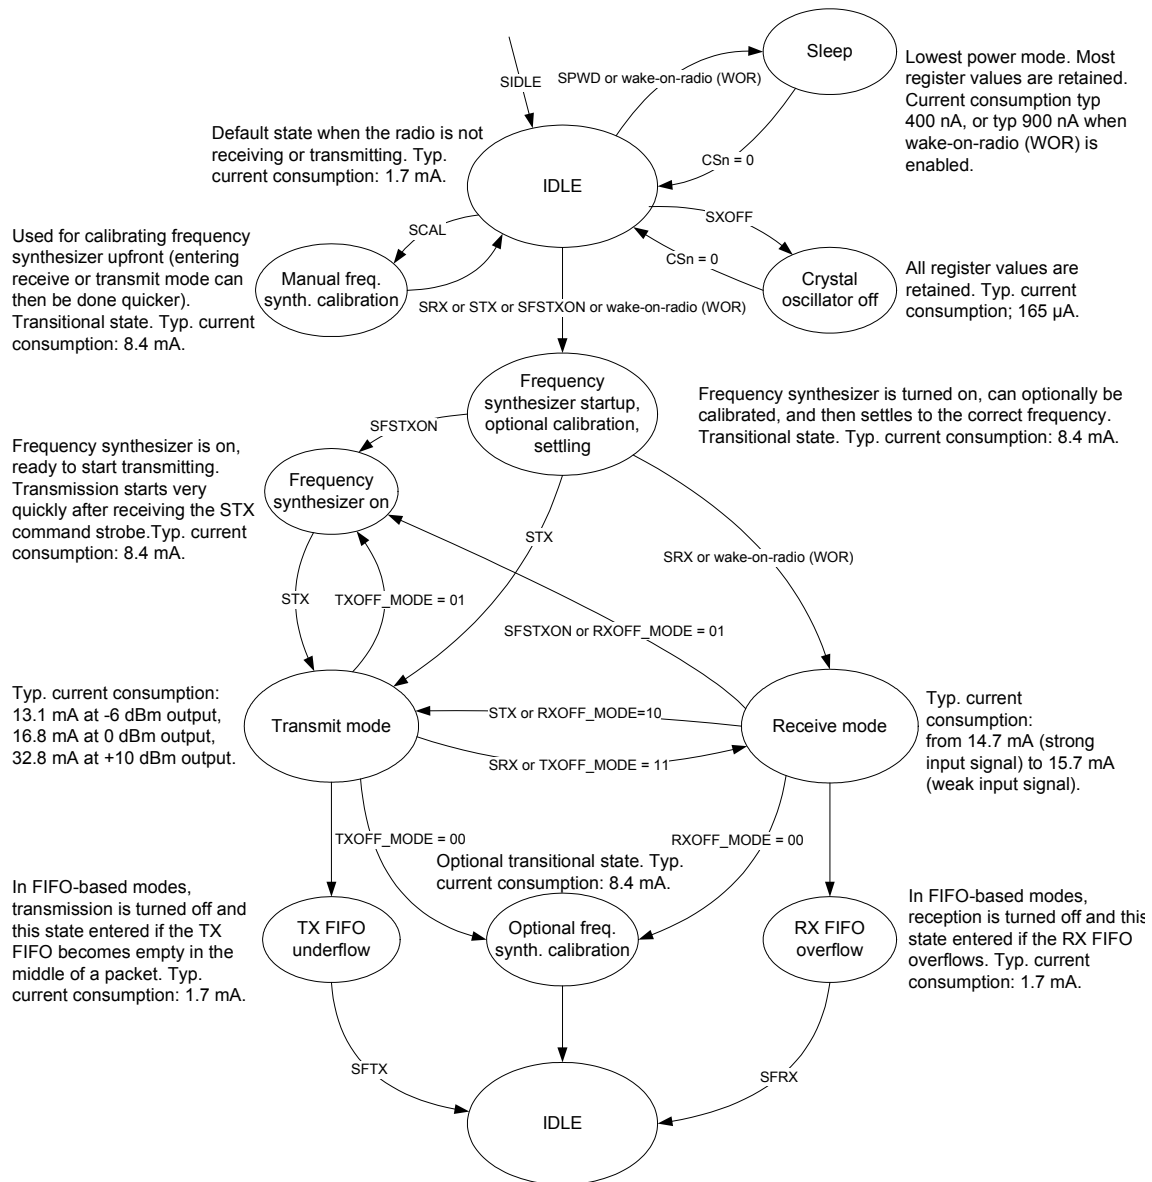 Sleep
Lowest power mode. Most
register values are retained.
Current consumption typ
400 nA, or typ 900 nA when
wake-on-radio (WOR) is
enabled.
SPWD or wake-on-radio (WOR)
SIDLE
CSn = 0
Default state when the radio is not
receiving or transmitting. Typ.
current consumption: 1.7 mA.
IDLE
SXOFF
SCAL
CSn = 0
Used for calibrating frequency
synthesizer upfront (entering
receive or transmit mode can
then be done quicker).
Transitional state. Typ. current
consumption: 8.4 mA.
Manual freq.
synth. calibration
Crystal
oscillator off
All register values are
retained. Typ. current
consumption; 165 µA.
SRX or STX or SFSTXON or wake-on-radio (WOR)
Frequency
synthesizer startup,
optional calibration,
settling
Frequency synthesizer is turned on, can optionally be
calibrated, and then settles to the correct frequency.
Transitional state. Typ. current consumption: 8.4 mA.
SFSTXON
Frequency synthesizer is on,
ready to start transmitting.
Transmission starts very
quickly after receiving the STX
command strobe.Typ. current
consumption: 8.4 mA.
Frequency
synthesizer on
STX
SRX or wake-on-radio (WOR)
STX
TXOFF_MODE = 01
SFSTXON or RXOFF_MODE = 01
Typ. current consumption:
13.1 mA at -6 dBm output,
16.8 mA at 0 dBm output,
32.8 mA at +10 dBm output.
Transmit mode
STX or RXOFF_MODE=10
SRX or TXOFF_MODE = 11
Receive mode
Typ. current
consumption:
from 14.7 mA (strong
input signal) to 15.7 mA
(weak input signal).
TXOFF_MODE = 00
RXOFF_MODE = 00
Optional transitional state. Typ.
current consumption: 8.4 mA.
In FIFO-based modes,
transmission is turned off and
this state entered if the TX
FIFO becomes empty in the
middle of a packet. Typ.
current consumption: 1.7 mA.
TX FIFO
underflow
Optional freq.
synth. calibration
RX FIFO
overflow
In FIFO-based modes,
reception is turned off and this
state entered if the RX FIFO
overflows. Typ. current
consumption: 1.7 mA.
SFTX
SFRX
IDLE